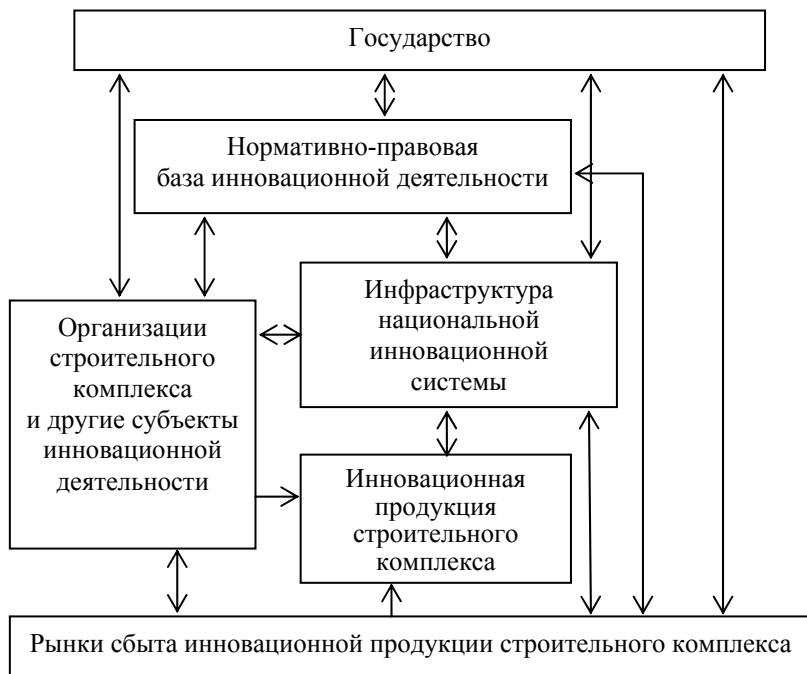 Государство
Нормативно-правовая
база инновационной деятельности
Инфраструктура
национальной
инновационной
системы
Организации
строительного
комплекса
и другие субъекты
инновационной
деятельности
Инновационная
продукция
строительного
комплекса
Рынки сбыта инновационной продукции строительного комплекса